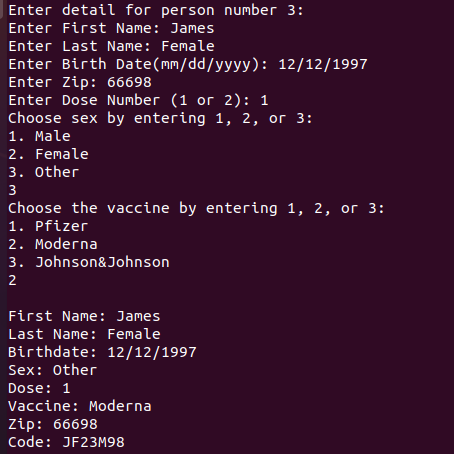 Enter detail for person number 3:
Enter First Name: James
Enter Last Name: Female
Enter Birth Date(mm/dd/yyyy): 12/12/1997
Enter Zip: 66698
Enter Dose Number (1 or 2): 1
Choose sex by entering 1, 2, or 3:
1. Male
2. Female
3. Other
3
Choose the vaccine by entering 1, 2, or 3:
1. Pfizer
2. Moderna
3. Johnson&Johnson
2
First Name: James
Last Name: Female
Birthdate: 12/12/1997
Sex: Other
Dose: 1
Vaccine: Moderna
Zip: 66698
Code: JF23M98